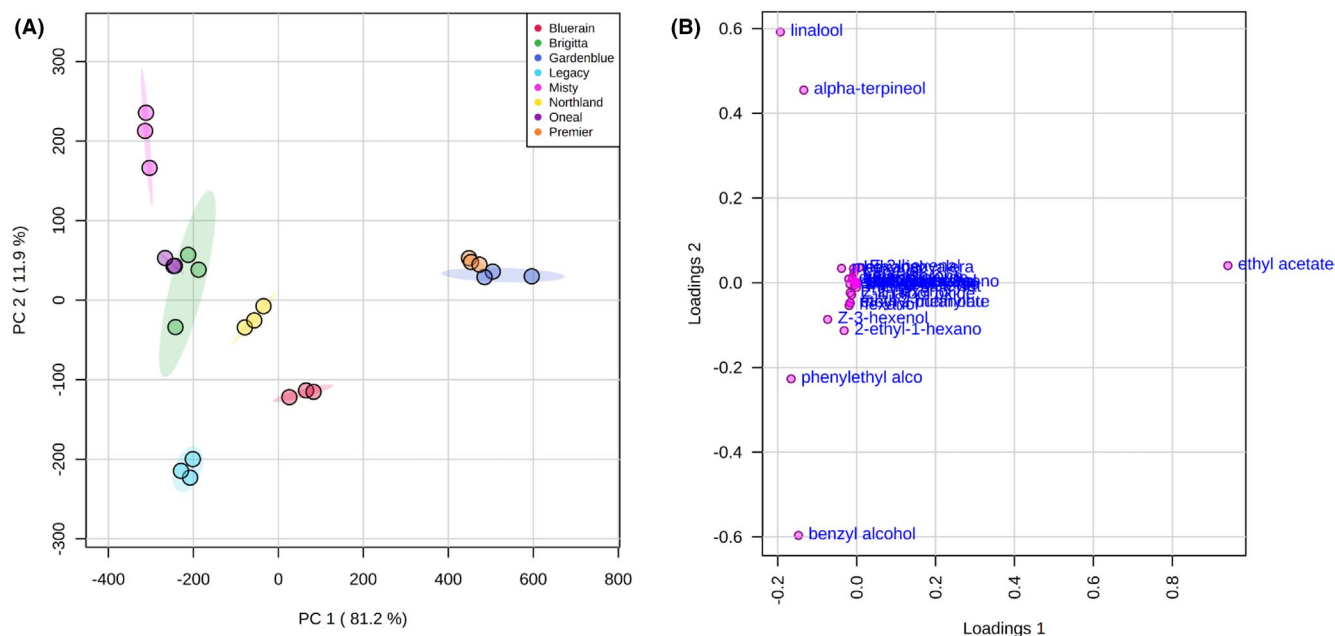 (A)
Bluerain
Brigitta
Gardenblue
Legacy
Misty
Northland
Oneal
Premier
300
200
100
0
-100
-200
-300
PC 2 ( 11.9 %)
-400
-200
0
200
400
600
800
PC 1 ( 81.2 %)
(B)
linalool
alpha-terpineol
ethyl acetate
Z-3-hexenol
2-ethyl-1-hexano
phenylethyl alco
benzyl alcohol
0.6
0.4
0.2
0.0
-0.2
-0.4
-0.6
Loadings 2
-0.2
0.0
0.2
0.4
0.6
0.8
Loadings 1